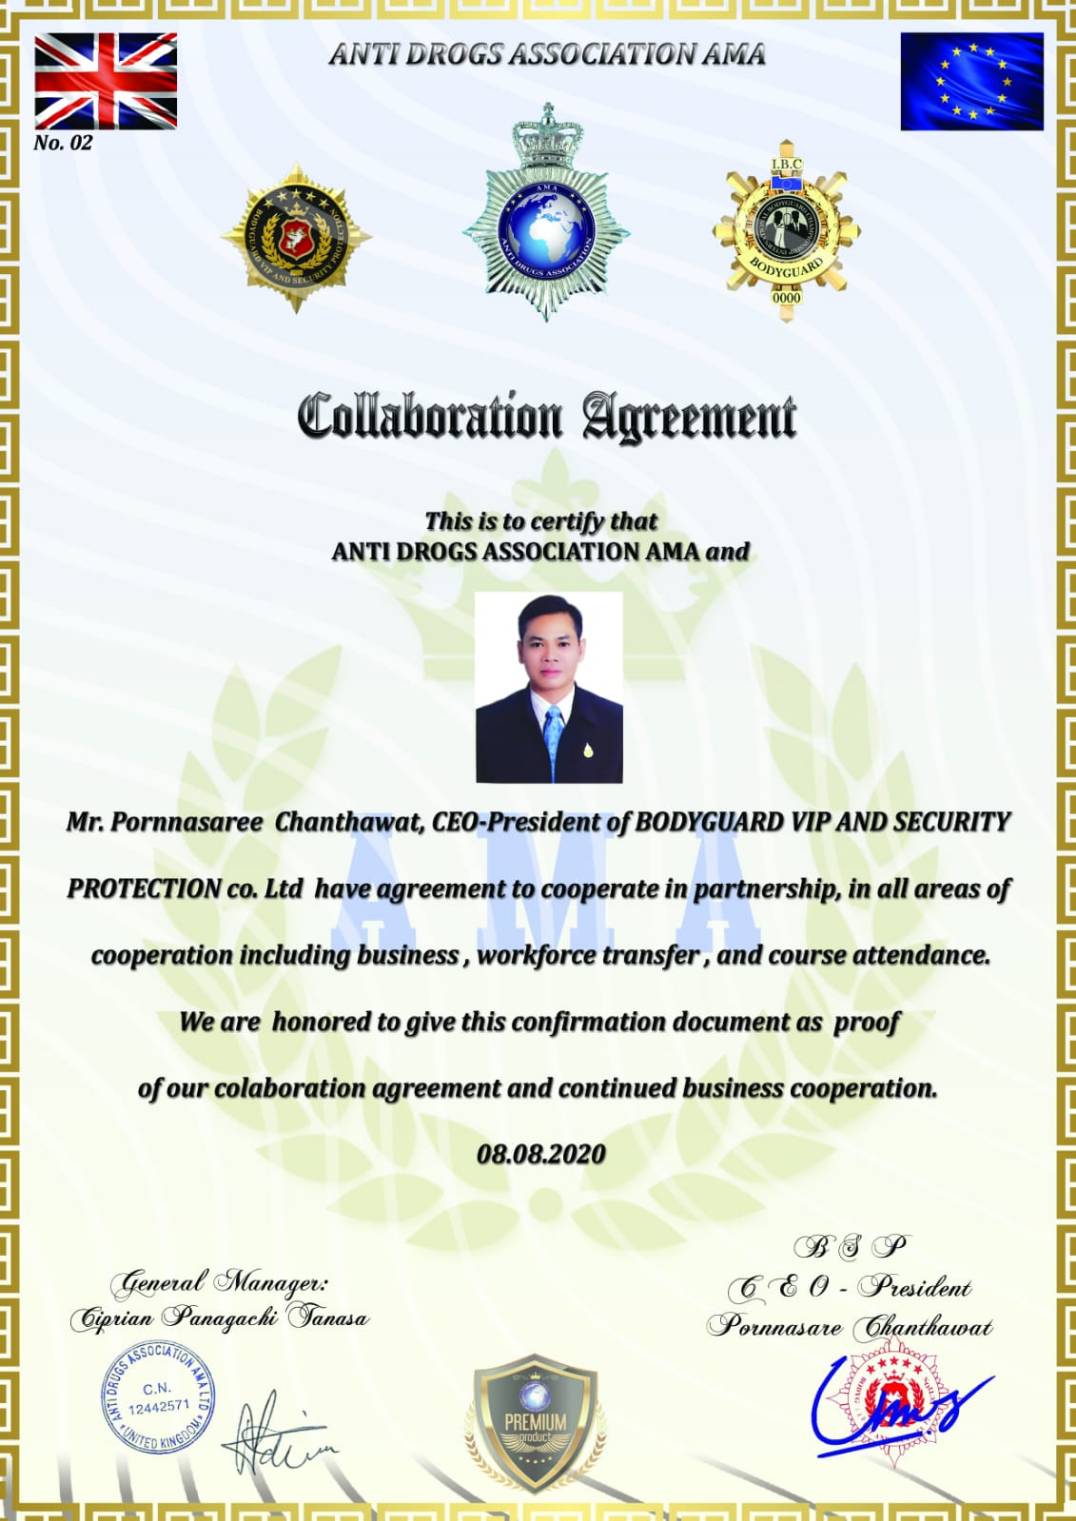 ANTI DROGS ASSOCIATION AMA
No. 02
BODYGUARD VIP AND SECURITY PROTECTION
AMA
ANTI DRUGS ASSOCIATION
I.B.C
BODYGUARD
0000
Collaboration Agreement
This is to certify that
ANTI DROGS ASSOCIATION AMA and
Mr. Pornnasaree Chanthawat, CEO-President of BODYGUARD VIP AND SECURITY
PROTECTION co. Ltd have agreement to cooperate in partnership, in all areas of
cooperation including business , workforce transfer , and course attendance.
We are honored to give this confirmation document as proof
of our colaboration agreement and continued business cooperation.
AMA
08.08.2020
General Manager:
Ciprian Panagachi Tanasa
ANTI DRUGS ASSOCIATION AMA LTD
C.N.
12442571
UNITED KINGDOM
PREMIUM
product
B S P
C E O - President
Pornnasare Chanthawat